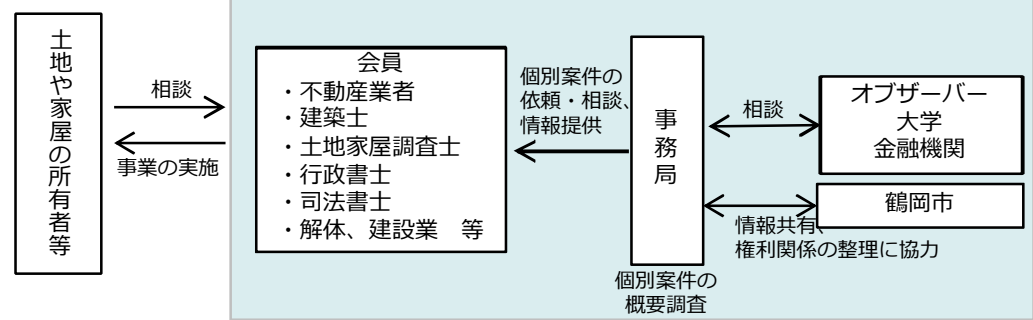 土地や家屋の所有者等
相談
事業の実施
会員
・不動産業者
・建築士
・土地家屋調査士
・行政書士
・司法書士
・解体、建設業　等
個別案件の
依頼・相談、
情報提供
事務局
個別案件の
概要調査
相談
オブザーバー
大学
金融機関
鶴岡市
情報共有、
権利関係の整理に協力